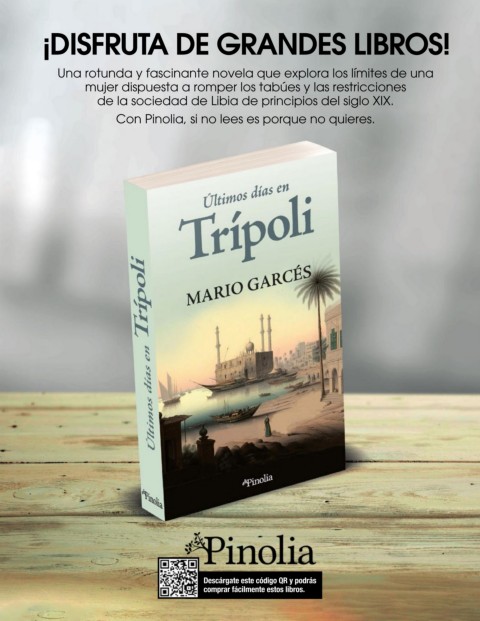 ¡DISFRUTA DE GRANDES LIBROS!
Una rotunda y fascinante novela que explora los límites de una
mujer dispuesta a romper los tabúes y las restricciones
de la sociedad de Libia de principios del siglo XIX.
Con Pinolia, si no lees es porque no quieres.
Últimos días en
Trípoli
MARIO GARCÉS
Pinolia
Últimos días en Trípoli
Pinolia
Pinolia
Descárgate este código QR y podrás
comprar fácilmente estos libros.